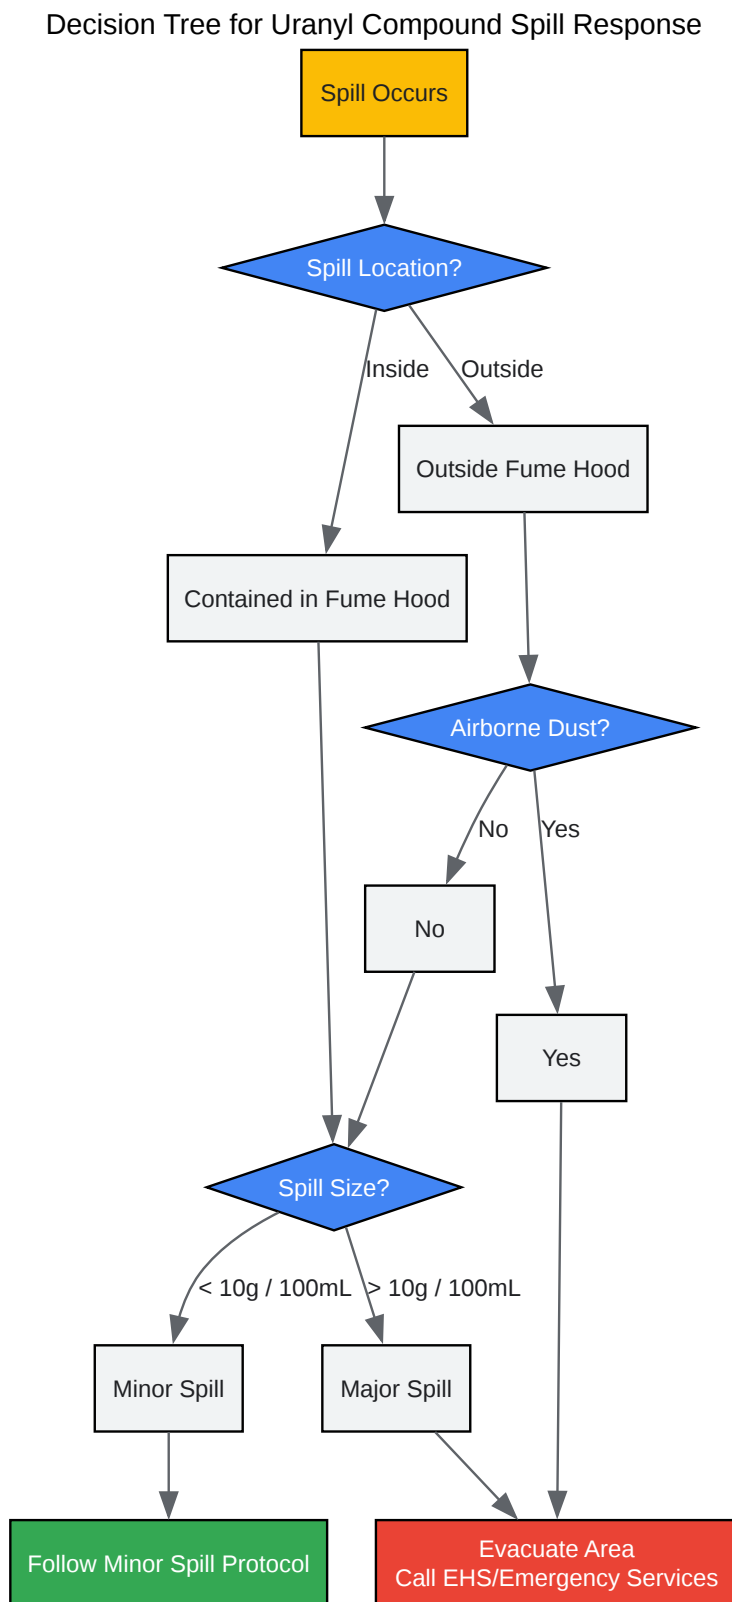 Decision Tree for Uranyl Compound Spill Response
Spill Occurs
Spill Location?
Inside
Outside
Outside Fume Hood
Contained in Fume Hood
Airborne Dust?
No
Yes
No
Yes
Spill Size?
< 10g / 100mL
> 10g / 100mL
Minor Spill
Major Spill
Follow Minor Spill Protocol
Evacuate Area
Call EHS/Emergency Services